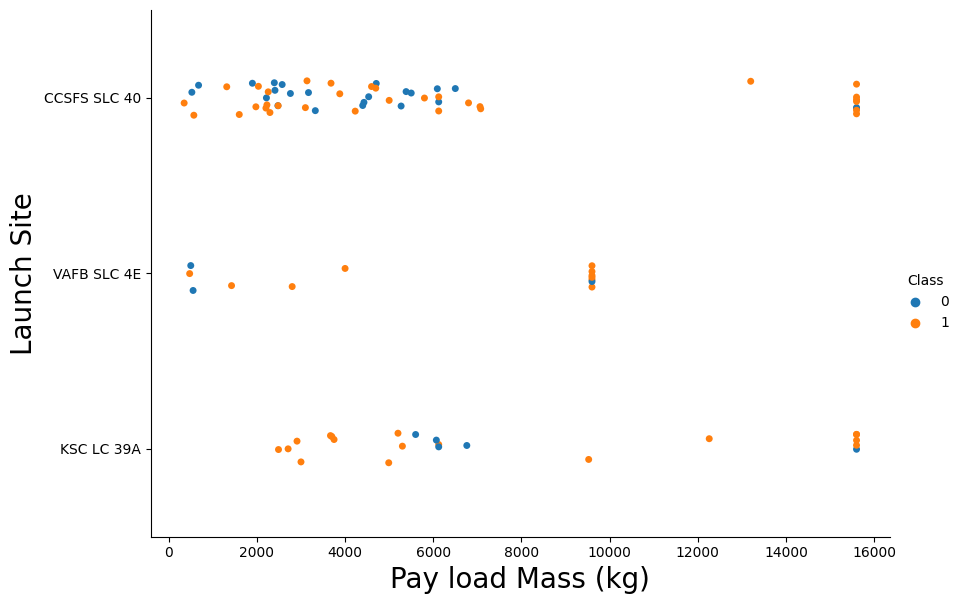 Launch Site
CCSFS SLC 40
VAFB SLC 4E
KSC LC 39A
0 2000 4000 6000 8000 10000 12000 14000 16000
Pay load Mass (kg)
Class
0
1